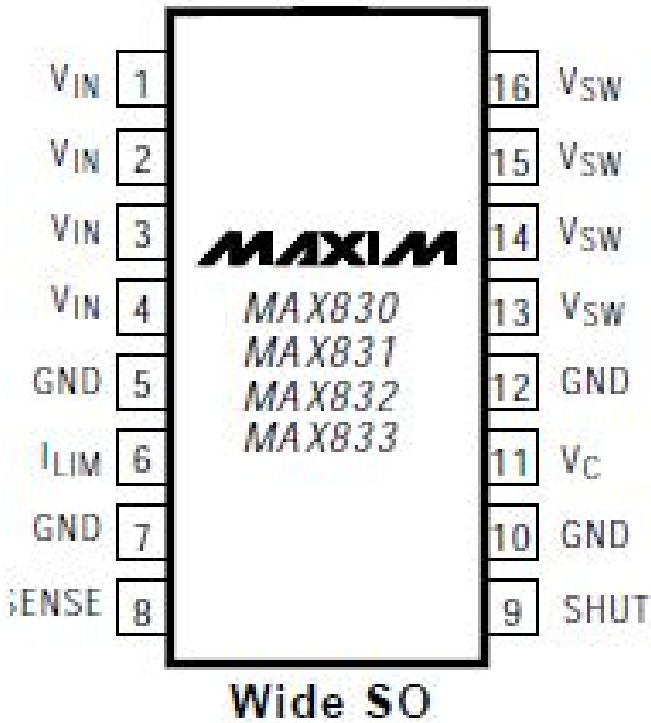 VIN 1 16 VSW
VIN 2 15 VSW
VIN 3 14 VSW
MAXIM
VIN 4 13 VSW
MAX830
MAX831
GND 5 12 GND
MAX832
MAX833
ILIM 6 11 VC
GND 7 10 GND
SENSE 8 9 SHUT
Wide SO